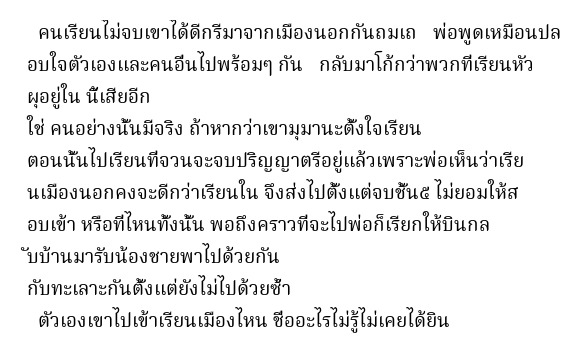 คนเรียนไม่จบเขาได้ดีกรีมาจากเมืองนอกกันถมเถ   พ่อพูดเหมือนปล
อบใจตัวเองและคนอื่นไปพร้อมๆ กัน   กลับมาโก้กว่าพวกที่เรียนหัว
ผุอยู่ใน นี้เสียอีก
ใช่ คนอย่างนั้นมีจริง ถ้าหากว่าเขามุมานะตั้งใจเรียน
ตอนนั้นไปเรียนที่จวนจะจบปริญญาตรีอยู่แล้วเพราะพ่อเห็นว่าเรีย
นเมืองนอกคงจะดีกว่าเรียนใน จึงส่งไปตั้งแต่จบชั้น๕ ไม่ยอมให้ส
อบเข้า หรือที่ไหนทั้งนั้น พอถึงคราวที่จะไปพ่อก็เรียกให้บินกล
ับบ้านมารับน้องชายพาไปด้วยกัน
กับทะเลาะกันตั้งแต่ยังไม่ไปด้วยซ้ำ
ตัวเองเขาไปเข้าเรียนเมืองไหน ชื่ออะไรไม่รู้ไม่เคยได้ยิน